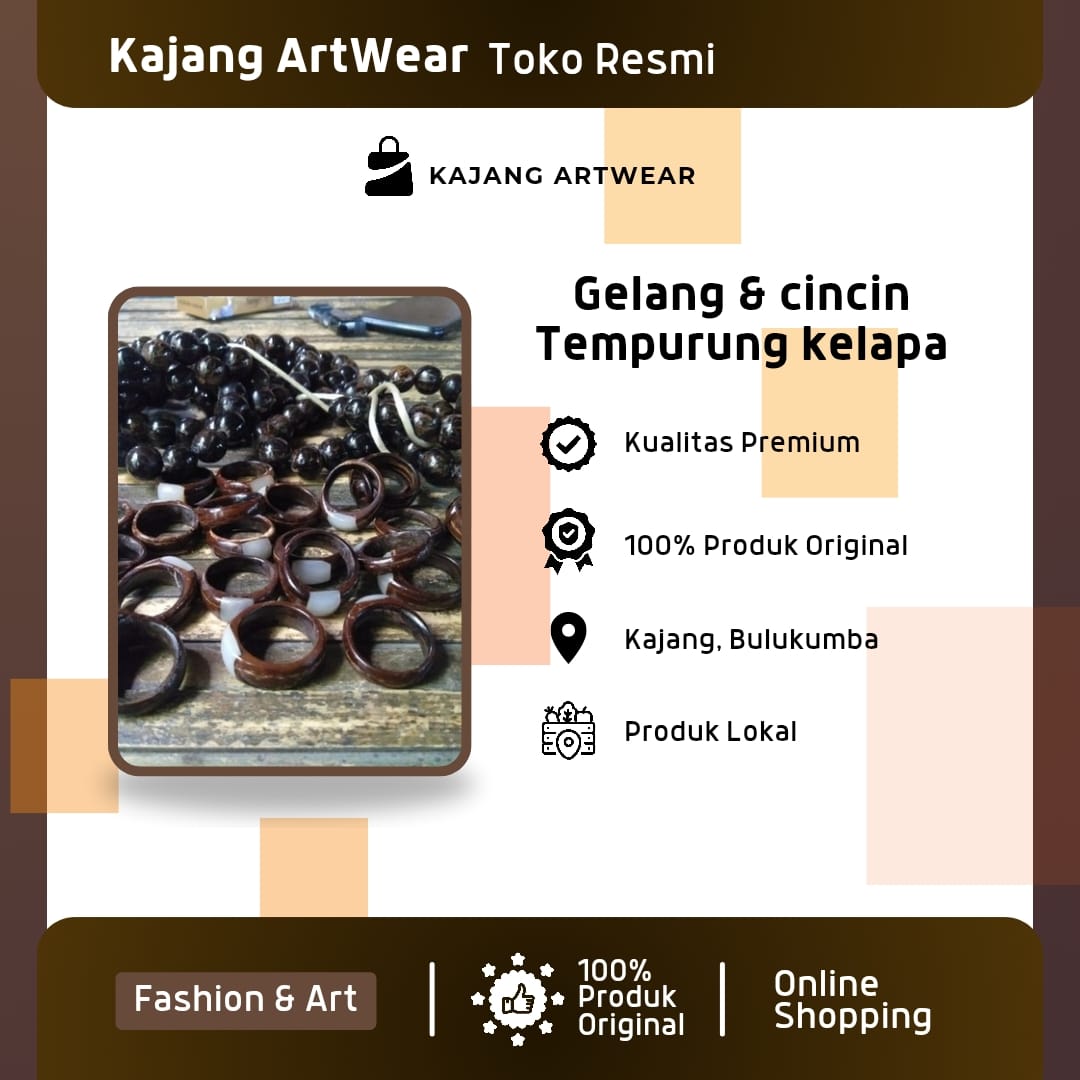 Kajang ArtWear Toko Resmi
KAJANG ARTWEAR
Gelang & cincin
Tempurung kelapa
Kualitas Premium
100% Produk Original
Kajang, Bulukumba
Produk Lokal
Fashion & Art
100%
Produk
Original
Online
Shopping